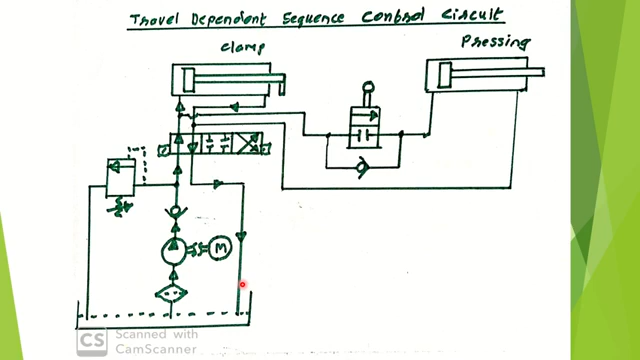 Travel Dependent Sequence Control Circuit
Clamp
Pressing
M
CS Scanned with
CamScanner